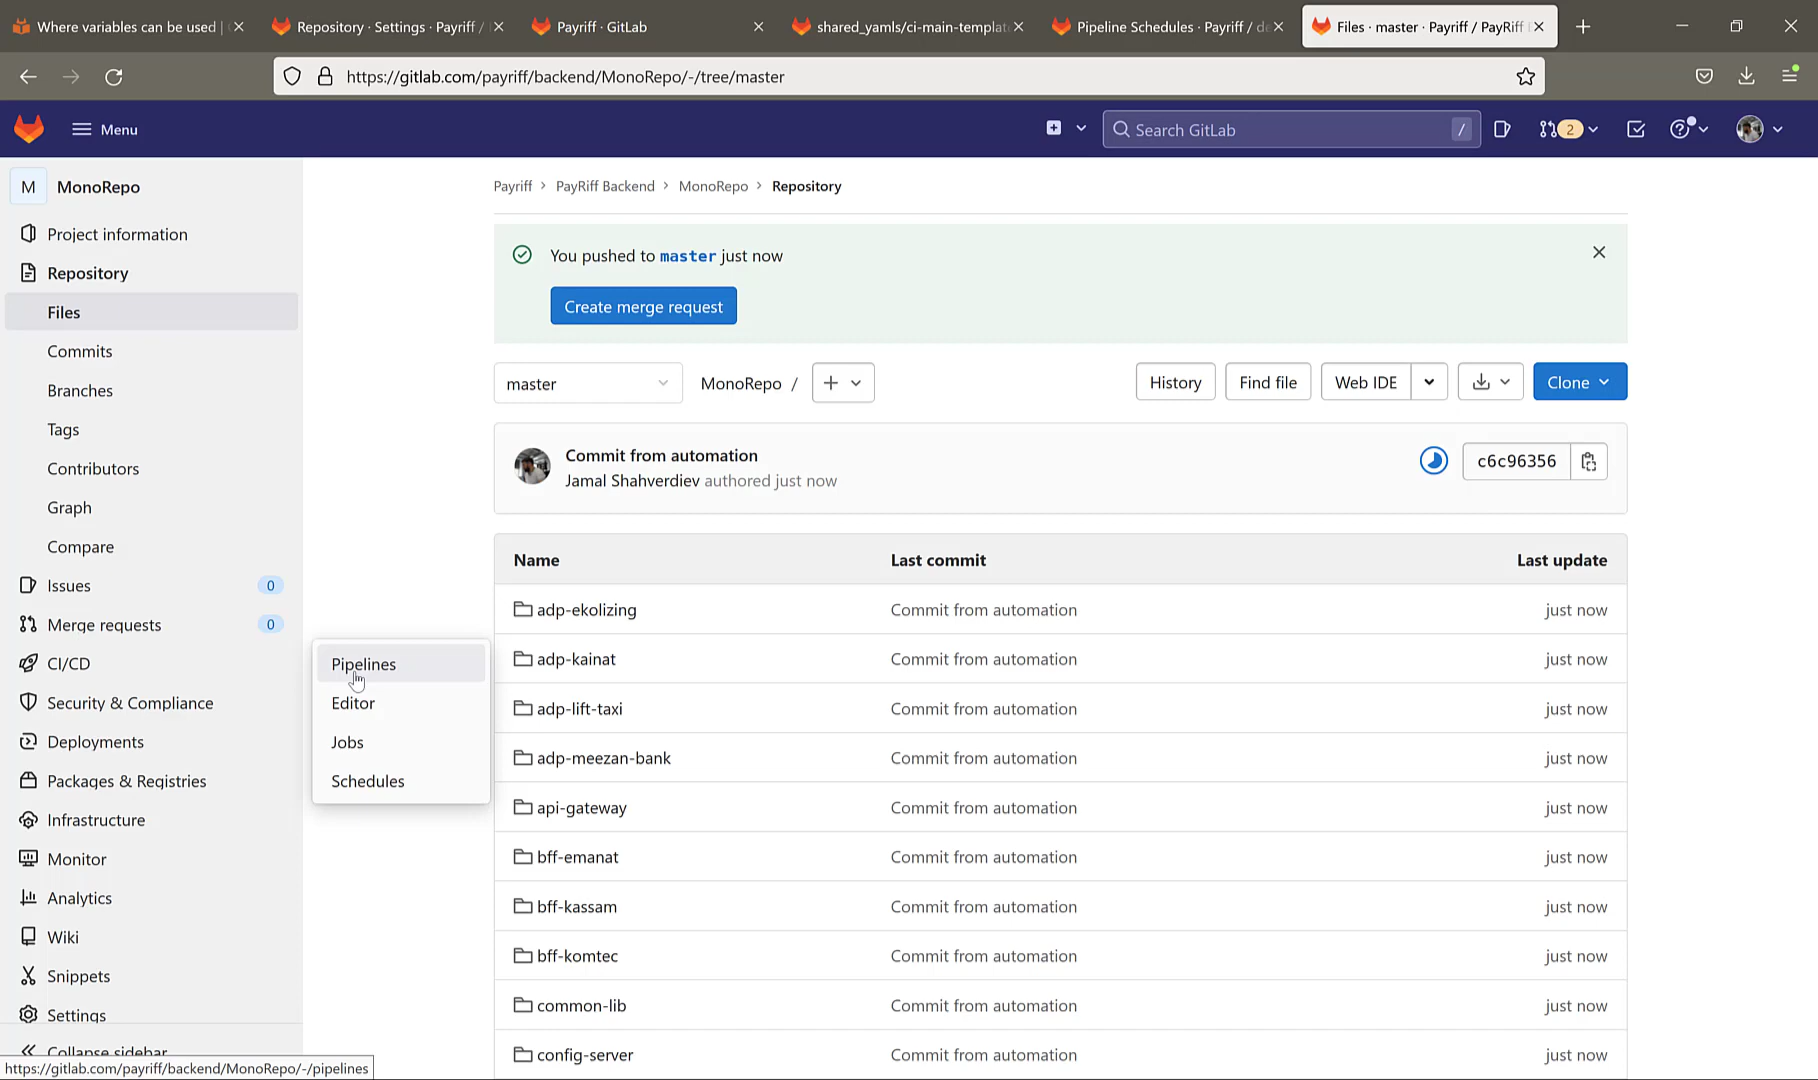 Where variables can be used |
Repository · Settings · Payriff /
Payriff · GitLab
shared_yamls/ci-main-templat
Pipeline Schedules · Payriff / de
Files · master · Payriff / PayRiff
https://gitlab.com/payriff/backend/MonoRepo/-/tree/master
Menu
Search GitLab
/
2
M
MonoRepo
Project information
Repository
Files
Commits
Branches
Tags
Contributors
Graph
Compare
Issues 0
Merge requests 0
CI/CD
Security & Compliance
Deployments
Packages & Registries
Infrastructure
Monitor
Analytics
Wiki
Snippets
Settings
Collapse sidebar
https://gitlab.com/payriff/backend/MonoRepo/-/pipelines
Pipelines
Editor
Jobs
Schedules
Payriff > PayRiff Backend > MonoRepo > Repository
You pushed to master just now
Create merge request
master MonoRepo / +
History Find file Web IDE Clone
Commit from automation
Jamal Shahverdiev authored just now
c6c96356
Name Last commit Last update
adp-ekolizing Commit from automation just now
adp-kainat Commit from automation just now
adp-lift-taxi Commit from automation just now
adp-meezan-bank Commit from automation just now
api-gateway Commit from automation just now
bff-emanat Commit from automation just now
bff-kassam Commit from automation just now
bff-komtec Commit from automation just now
common-lib Commit from automation just now
config-server Commit from automation just now